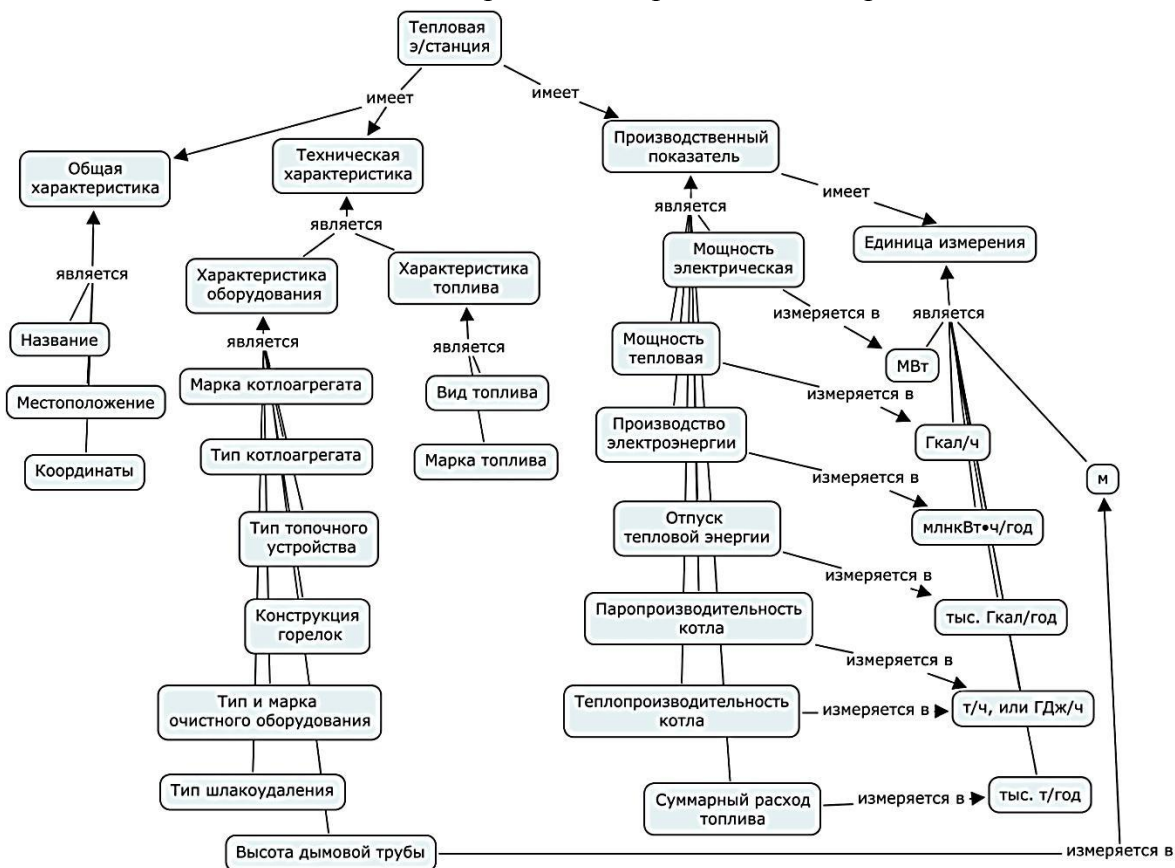 Тепловая
э/станция
имеет
имеет
Общая
характеристика
Техническая
характеристика
Производственный
показатель
является
является
является
имеет
Единица измерения
Характеристика
оборудования
Характеристика
топлива
Мощность
электрическая
является
является
является
измеряется в
Название
Мощность
тепловая
МВт
Марка котлоагрегата
Вид топлива
измеряется в
Местоположение
Производство
электроэнергии
Гкал/ч
Тип котлоагрегата
Марка топлива
Координаты
измеряется в
м
Тип топочного
устройства
Отпуск
тепловой энергии
млнкВт•ч/год
измеряется в
Конструкция
горелок
Паропроизводительность
котла
тыс. Гкал/год
измеряется в
Тип и марка
очистного оборудования
Теплопроизводительность
котла
измеряется в
т/ч, или ГДж/ч
Тип шлакоудаления
Суммарный расход
топлива
измеряется в
тыс. т/год
Высота дымовой трубы
измеряется в